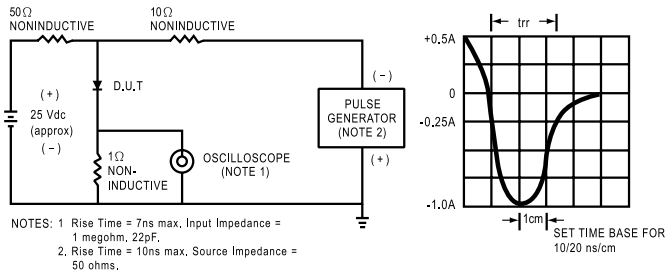 50Ω
NONINDUCTIVE
10Ω
NONINDUCTIVE
(+)
25 Vdc
(approx)
(−)
D.U.T
1Ω
NON-
INDUCTIVE
OSCILLOSCOPE
(NOTE 1)
(−)
PULSE
GENERATOR
(NOTE 2)
(+)
NOTES: 1 Rise Time = 7ns max, Input Impedance =
1 megohm, 22pF,
2, Rise Time = 10ns max, Source Impedance =
50 ohms,
trr
+0.5A
0
-0.25A
-1.0A
1cm
SET TIME BASE FOR
10/20 ns/cm